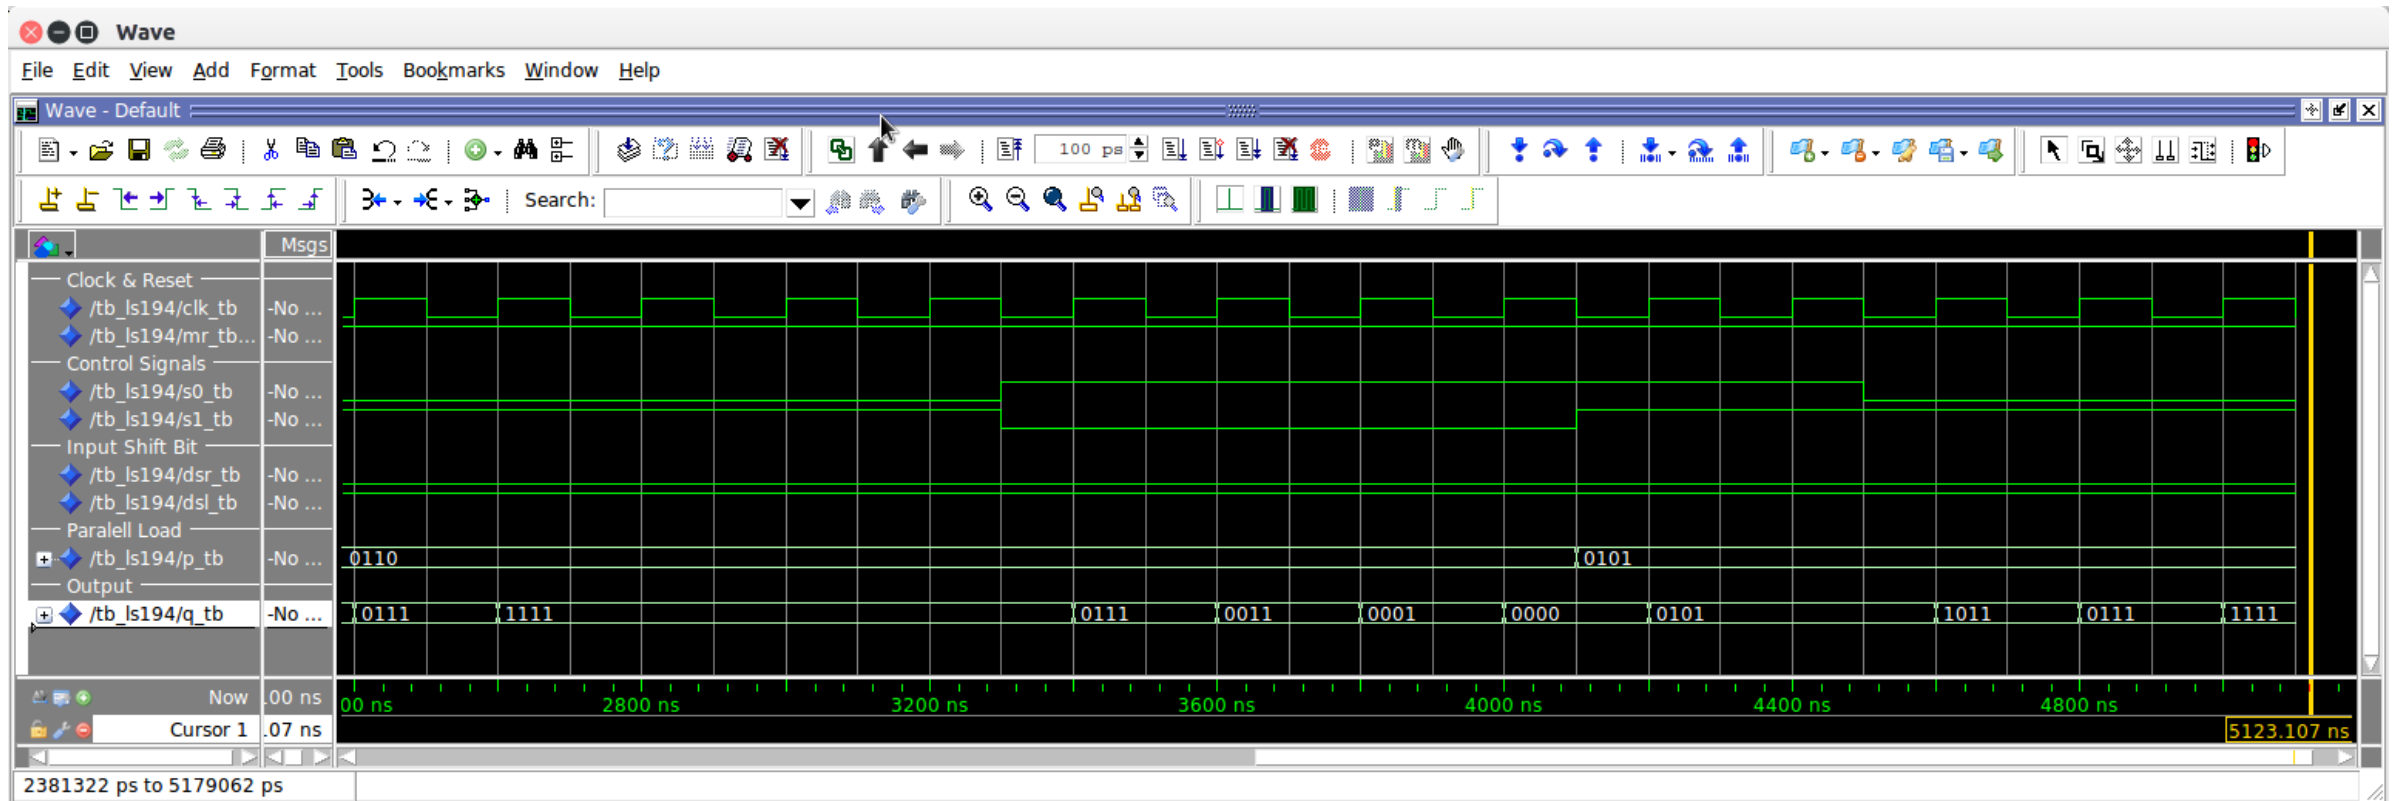 Wave
File Edit View Add Format Tools Bookmarks Window Help
Wave - Default
100 ps
Search:
Msgs
Clock & Reset
/tb_ls194/clk_tb -No ...
/tb_ls194/mr_tb... -No ...
Control Signals
/tb_ls194/s0_tb -No ...
/tb_ls194/s1_tb -No ...
Input Shift Bit
/tb_ls194/dsr_tb -No ...
/tb_ls194/dsl_tb -No ...
Paralell Load
/tb_ls194/p_tb -No ... 0110 0101
Output
/tb_ls194/q_tb -No ... 0111 1111 0111 0011 0001 0000 0101 1011 0111 1111
Now .00 ns 00 ns 2800 ns 3200 ns 3600 ns 4000 ns 4400 ns 4800 ns
Cursor 1 .07 ns 5123.107 ns
2381322 ps to 5179062 ps